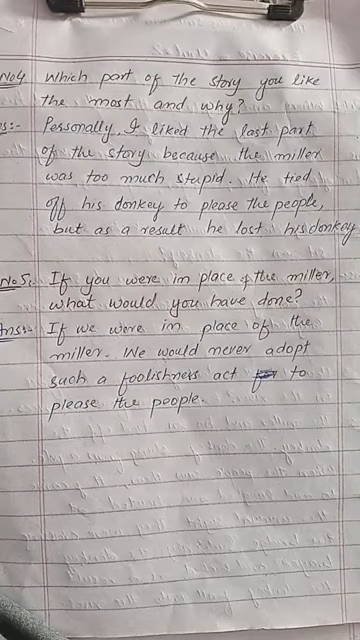 No4 Which part of the story you like
the most and why?
s:- Personally, I liked the last part
of the story because the miller
was too much stupid. He tied
off his donkey to please the people,
but as a result he lost his donkey
No 5: If you were in place of the miller,
what would you have done?
Ans:- If we were in place of the
miller. We would never adopt
such a foolishness act to
please the people.